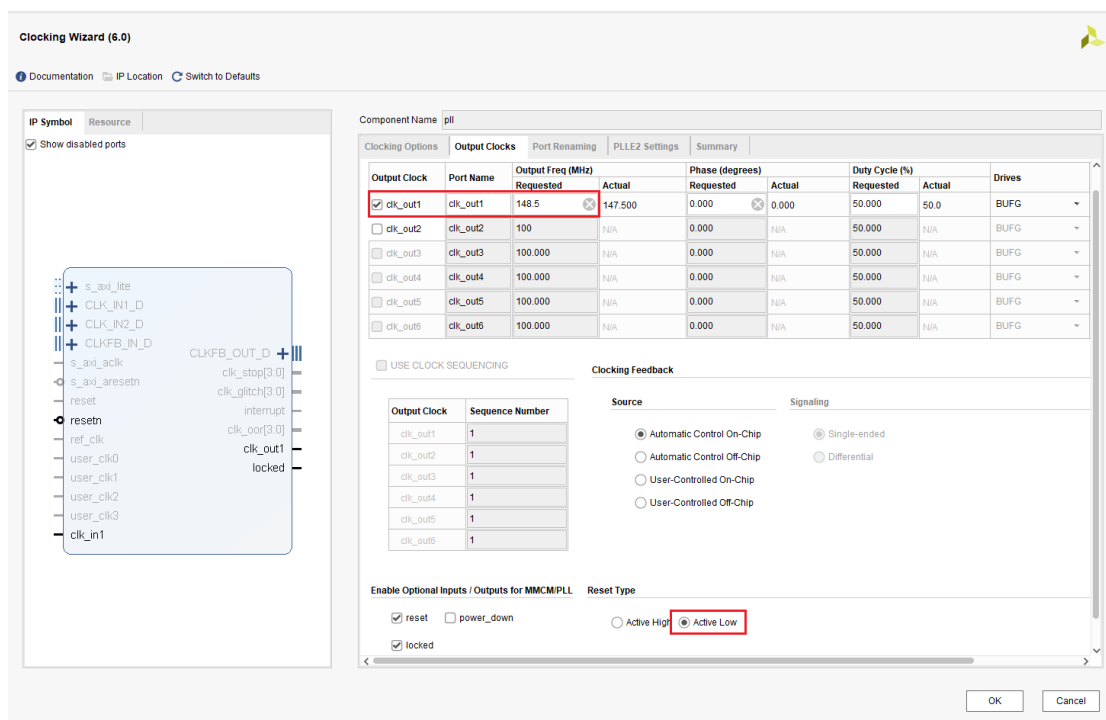 Clocking Wizard (6.0)
Documentation IP Location Switch to Defaults
IP Symbol Resource
Show disabled ports
s_axi_lite
CLK_IN1_D
CLK_IN2_D
CLKFB_IN_D
s_axi_aclk
s_axi_aresetn
reset
resetn
ref_clk
user_clk0
user_clk1
user_clk2
user_clk3
clk_in1
CLKFB_OUT_D
clk_stop[3:0]
clk_glitch[3:0]
interrupt
clk_oor[3:0]
clk_out1
locked
Component Name pll
Clocking Options Output Clocks Port Renaming PLLE2 Settings Summary
Output Clock Port Name Output Freq (MHz) Phase (degrees) Duty Cycle (%) Drives
Requested Actual Requested Actual Requested Actual
clk_out1 clk_out1 148.5 147.500 0.000 0.000 50.000 50.0 BUFG
clk_out2 clk_out2 100 N/A 0.000 N/A 50.000 N/A BUFG
clk_out3 clk_out3 100.000 N/A 0.000 N/A 50.000 N/A BUFG
clk_out4 clk_out4 100.000 N/A 0.000 N/A 50.000 N/A BUFG
clk_out5 clk_out5 100.000 N/A 0.000 N/A 50.000 N/A BUFG
clk_out6 clk_out6 100.000 N/A 0.000 N/A 50.000 N/A BUFG
USE CLOCK SEQUENCING
Output Clock Sequence Number
clk_out1 1
clk_out2 1
clk_out3 1
clk_out4 1
clk_out5 1
clk_out6 1
Clocking Feedback
Source Signaling
Automatic Control On-Chip Single-ended
Automatic Control Off-Chip Differential
User-Controlled On-Chip
User-Controlled Off-Chip
Enable Optional Inputs / Outputs for MMCM/PLL Reset Type
reset power_down Active High Active Low
locked
OK Cancel